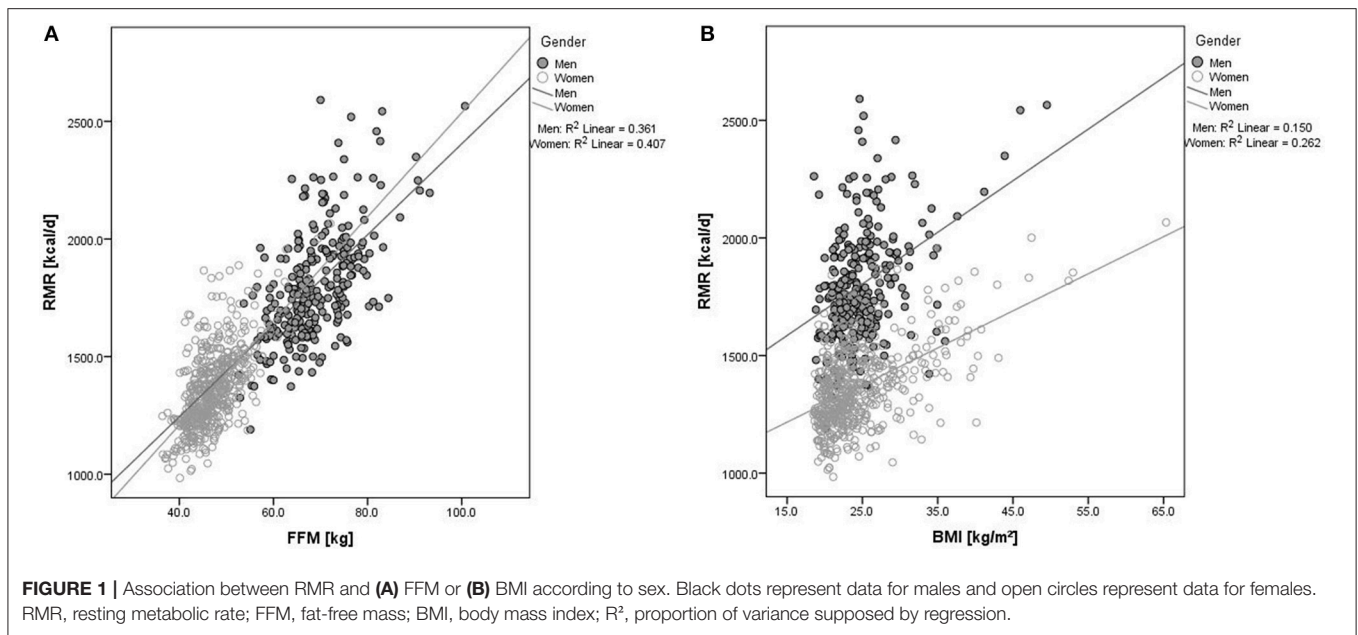 A
Gender
Men
Women
Men
Women
Men: R² Linear = 0.361
Women: R² Linear = 0.407
2500.0
2000.0
1500.0
1000.0
RMR [kcal/d]
40.0 60.0 80.0 100.0
FFM [kg]
B
Gender
Men
Women
Men
Women
Men: R² Linear = 0.150
Women: R² Linear = 0.262
2500.0
2000.0
1500.0
1000.0
RMR [kcal/d]
15.0 25.0 35.0 45.0 55.0 65.0
BMI [kg/m²]
FIGURE 1 | Association between RMR and (A) FFM or (B) BMI according to sex. Black dots represent data for males and open circles represent data for females.
RMR, resting metabolic rate; FFM, fat-free mass; BMI, body mass index; R², proportion of variance supposed by regression.